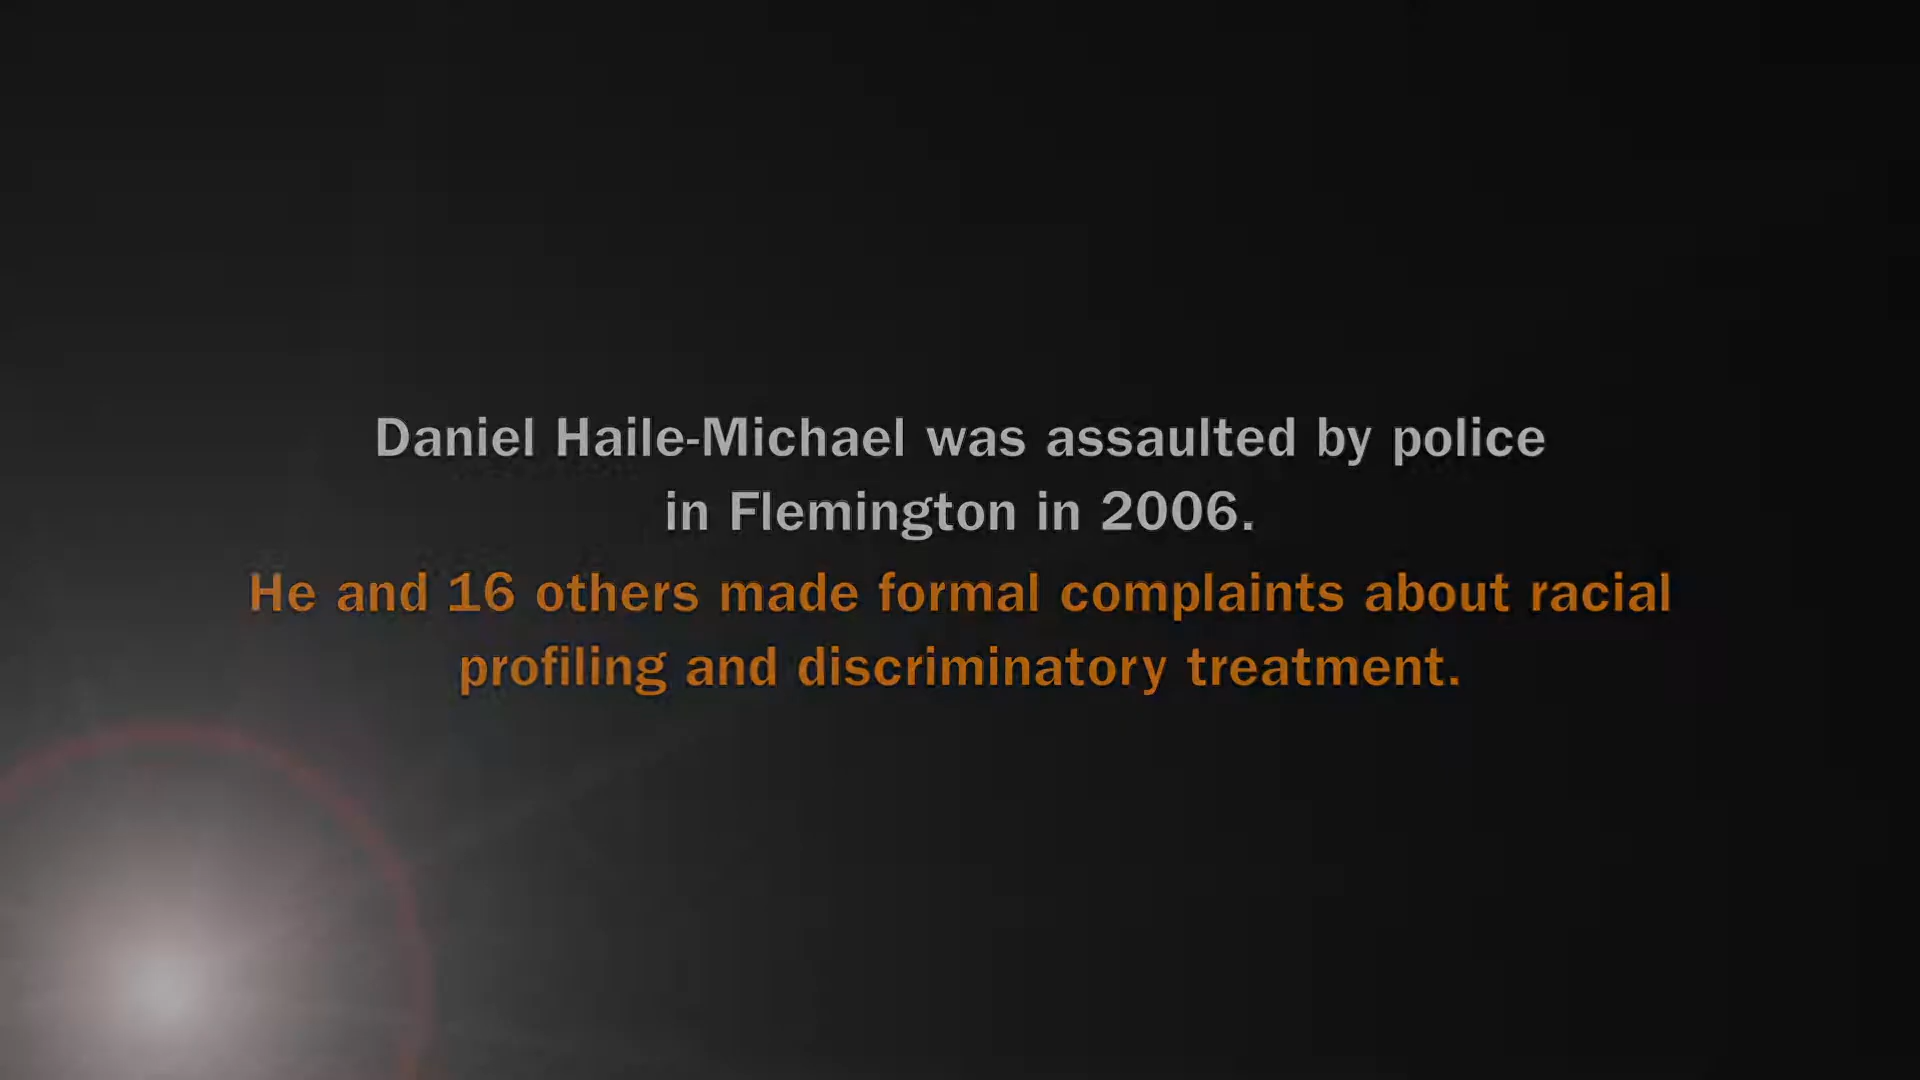 Daniel Haile-Michael was assaulted by police
in Flemington in 2006.
He and 16 others made formal complaints about racial
profiling and discriminatory treatment.